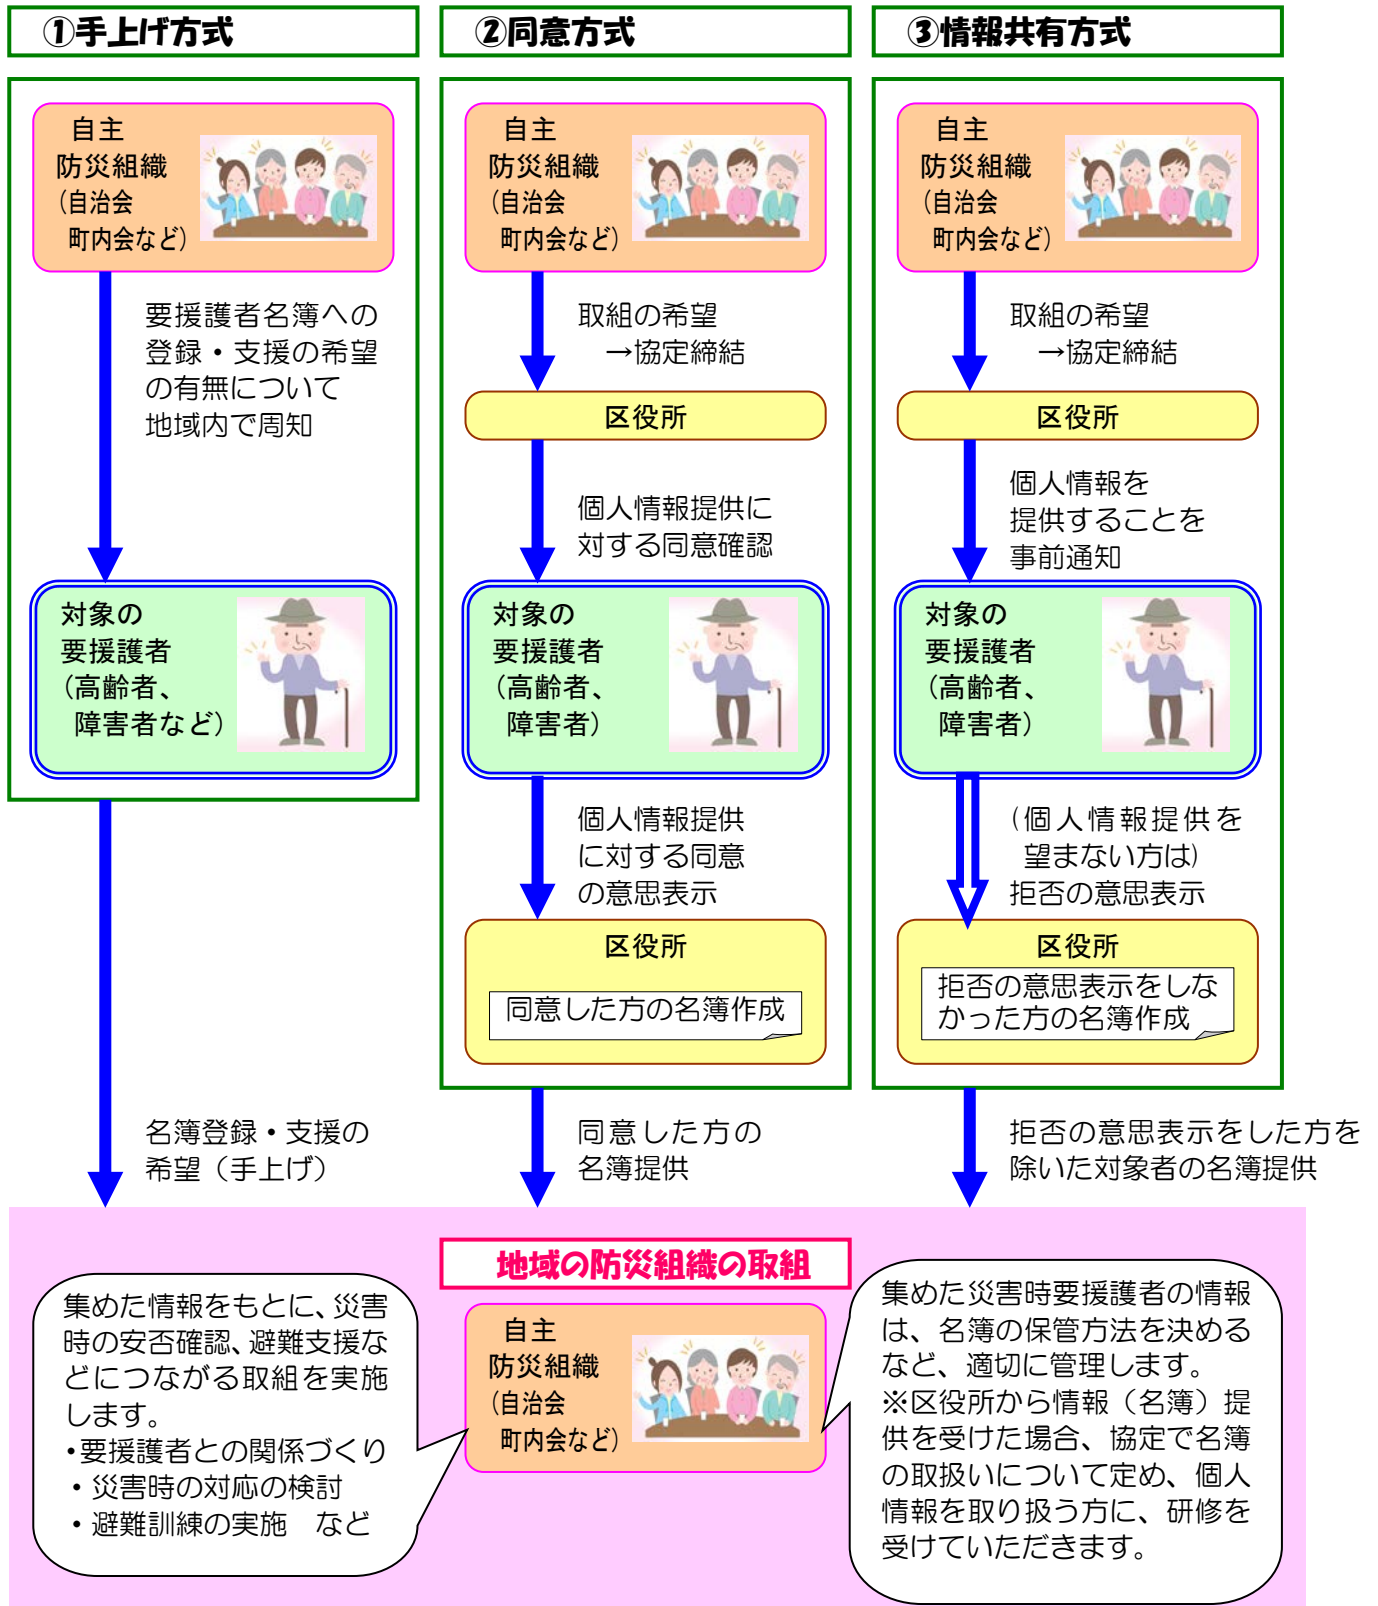 ①手上げ方式
自主
防災組織
(自治会
町内会など)
要援護者名簿への
登録・支援の希望
の有無について
地域内で周知
対象の
要援護者
(高齢者、
障害者など)
名簿登録・支援の
希望（手上げ）
②同意方式
自主
防災組織
(自治会
町内会など)
取組の希望
→協定締結
区役所
個人情報提供に
対する同意確認
対象の
要援護者
(高齢者、
障害者)
個人情報提供
に対する同意
の意思表示
区役所
同意した方の名簿作成
同意した方の
名簿提供
③情報共有方式
自主
防災組織
(自治会
町内会など)
取組の希望
→協定締結
区役所
個人情報を
提供することを
事前通知
対象の
要援護者
(高齢者、
障害者)
(個人情報提供を
望まない方は)
拒否の意思表示
区役所
拒否の意思表示をしな
かった方の名簿作成
拒否の意思表示をした方を
除いた対象者の名簿提供
地域の防災組織の取組
集めた情報をもとに、災害
時の安否確認、避難支援な
どにつながる取組を実施
します。
・要援護者との関係づくり
・災害時の対応の検討
・避難訓練の実施　など
自主
防災組織
(自治会
町内会など)
集めた災害時要援護者の情報
は、名簿の保管方法を決める
など、適切に管理します。
※区役所から情報（名簿）提
供を受けた場合、協定で名簿
の取扱いについて定め、個人
情報を取り扱う方に、研修を
受けていただきます。